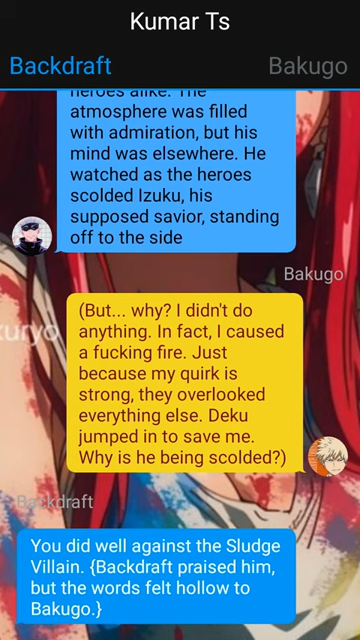 Kumar Ts
Backdraft
Bakugo
heroes alike. The
atmosphere was filled
with admiration, but his
mind was elsewhere. He
watched as the heroes
scolded Izuku, his
supposed savior, standing
off to the side
Bakugo
(But... why? I didn't do
anything. In fact, I caused
a fucking fire. Just
because my quirk is
strong, they overlooked
everything else. Deku
jumped in to save me.
Why is he being scolded?)
Backdraft
You did well against the Sludge
Villain. {Backdraft praised him,
but the words felt hollow to
Bakugo.}